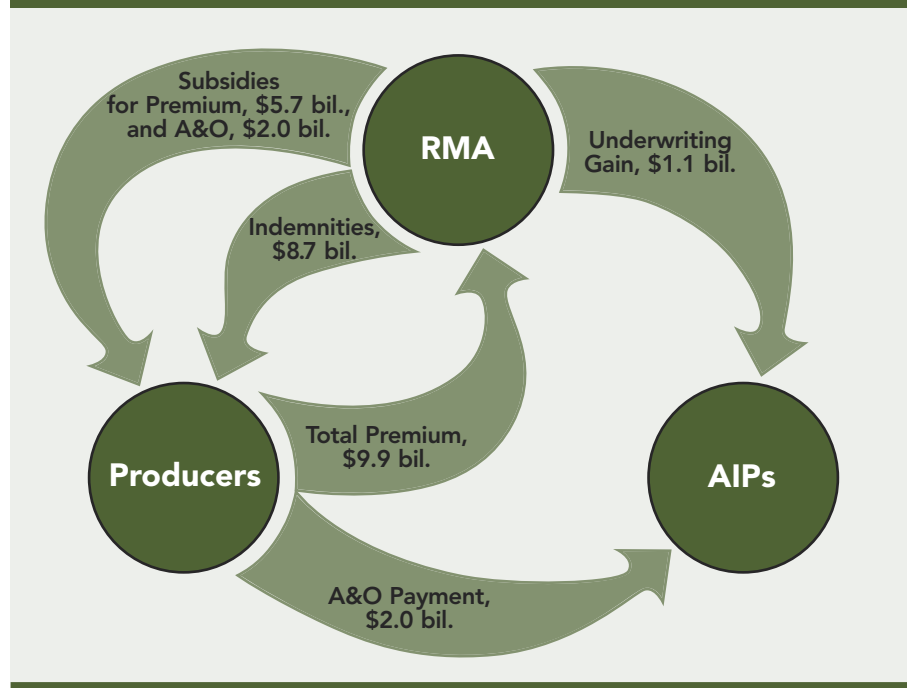 Subsidies
for Premium, $5.7 bil.,
and A&O, $2.0 bil.
RMA
Underwriting
Gain, $1.1 bil.
Indemnities,
$8.7 bil.
Total Premium,
$9.9 bil.
Producers
AIPs
A&O Payment,
$2.0 bil.